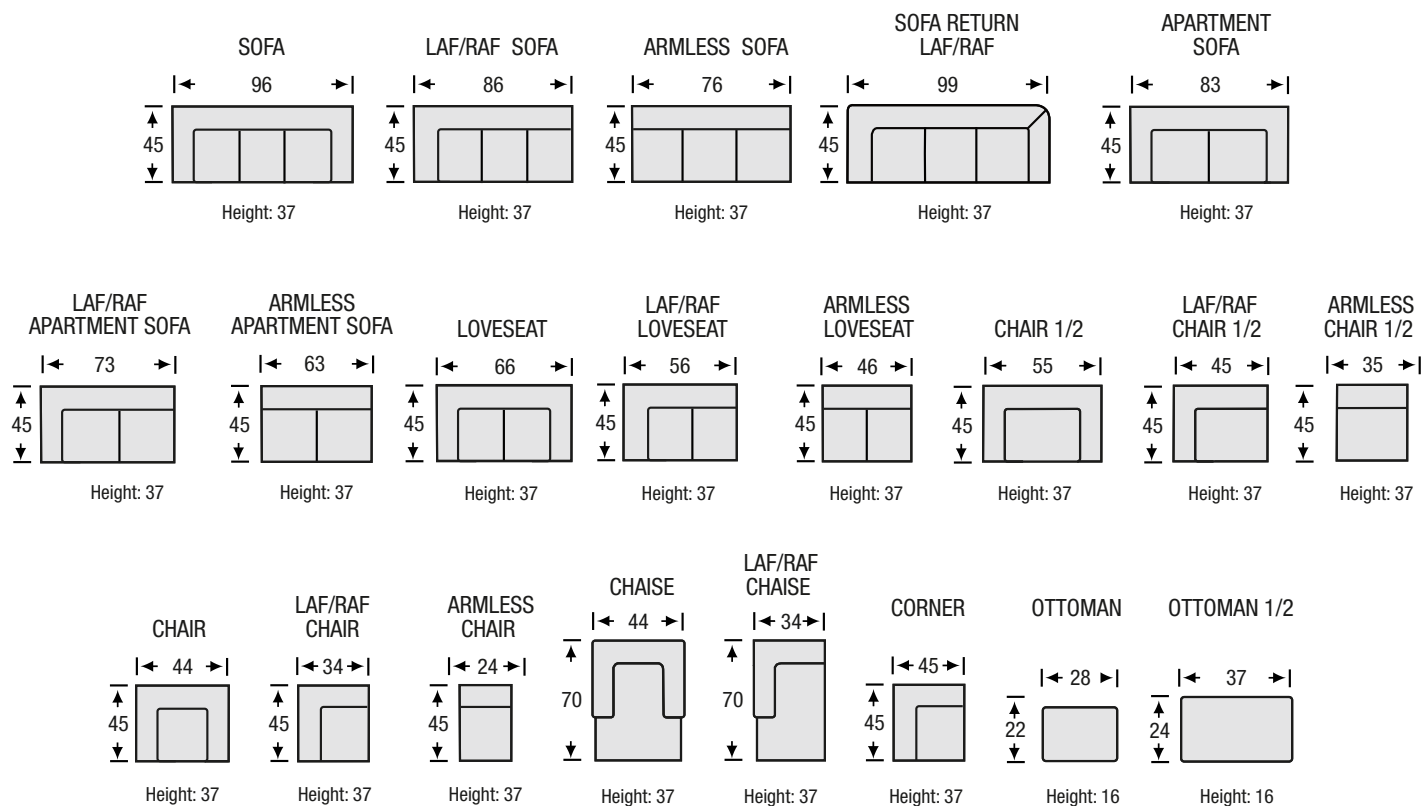 SOFA
96
45
Height: 37
LAF/RAF SOFA
86
45
Height: 37
ARMLESS SOFA
76
45
Height: 37
SOFA RETURN
LAF/RAF
99
45
Height: 37
APARTMENT
SOFA
83
45
Height: 37
LAF/RAF
APARTMENT SOFA
73
45
Height: 37
ARMLESS
APARTMENT SOFA
63
45
Height: 37
LOVESEAT
66
45
Height: 37
LAF/RAF
LOVESEAT
56
45
Height: 37
ARMLESS
LOVESEAT
46
45
Height: 37
CHAIR 1/2
55
45
Height: 37
LAF/RAF
CHAIR 1/2
45
45
Height: 37
ARMLESS
CHAIR 1/2
35
45
Height: 37
CHAIR
44
45
Height: 37
LAF/RAF
CHAIR
34
45
Height: 37
ARMLESS
CHAIR
24
45
Height: 37
CHAISE
44
70
Height: 37
LAF/RAF
CHAISE
34
70
Height: 37
CORNER
45
45
Height: 37
OTTOMAN
28
22
Height: 16
OTTOMAN 1/2
37
24
Height: 16